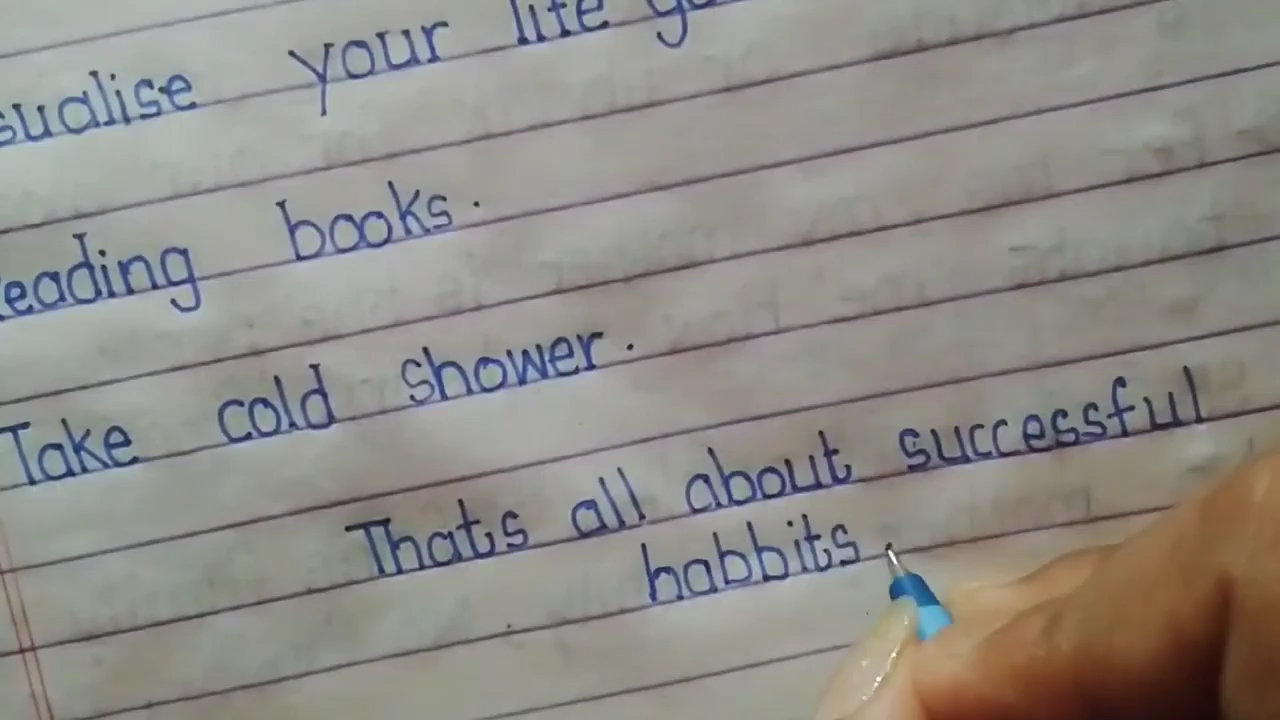 sualise your life
eading books.
Take cold shower.
Thats all about successful
habbits.